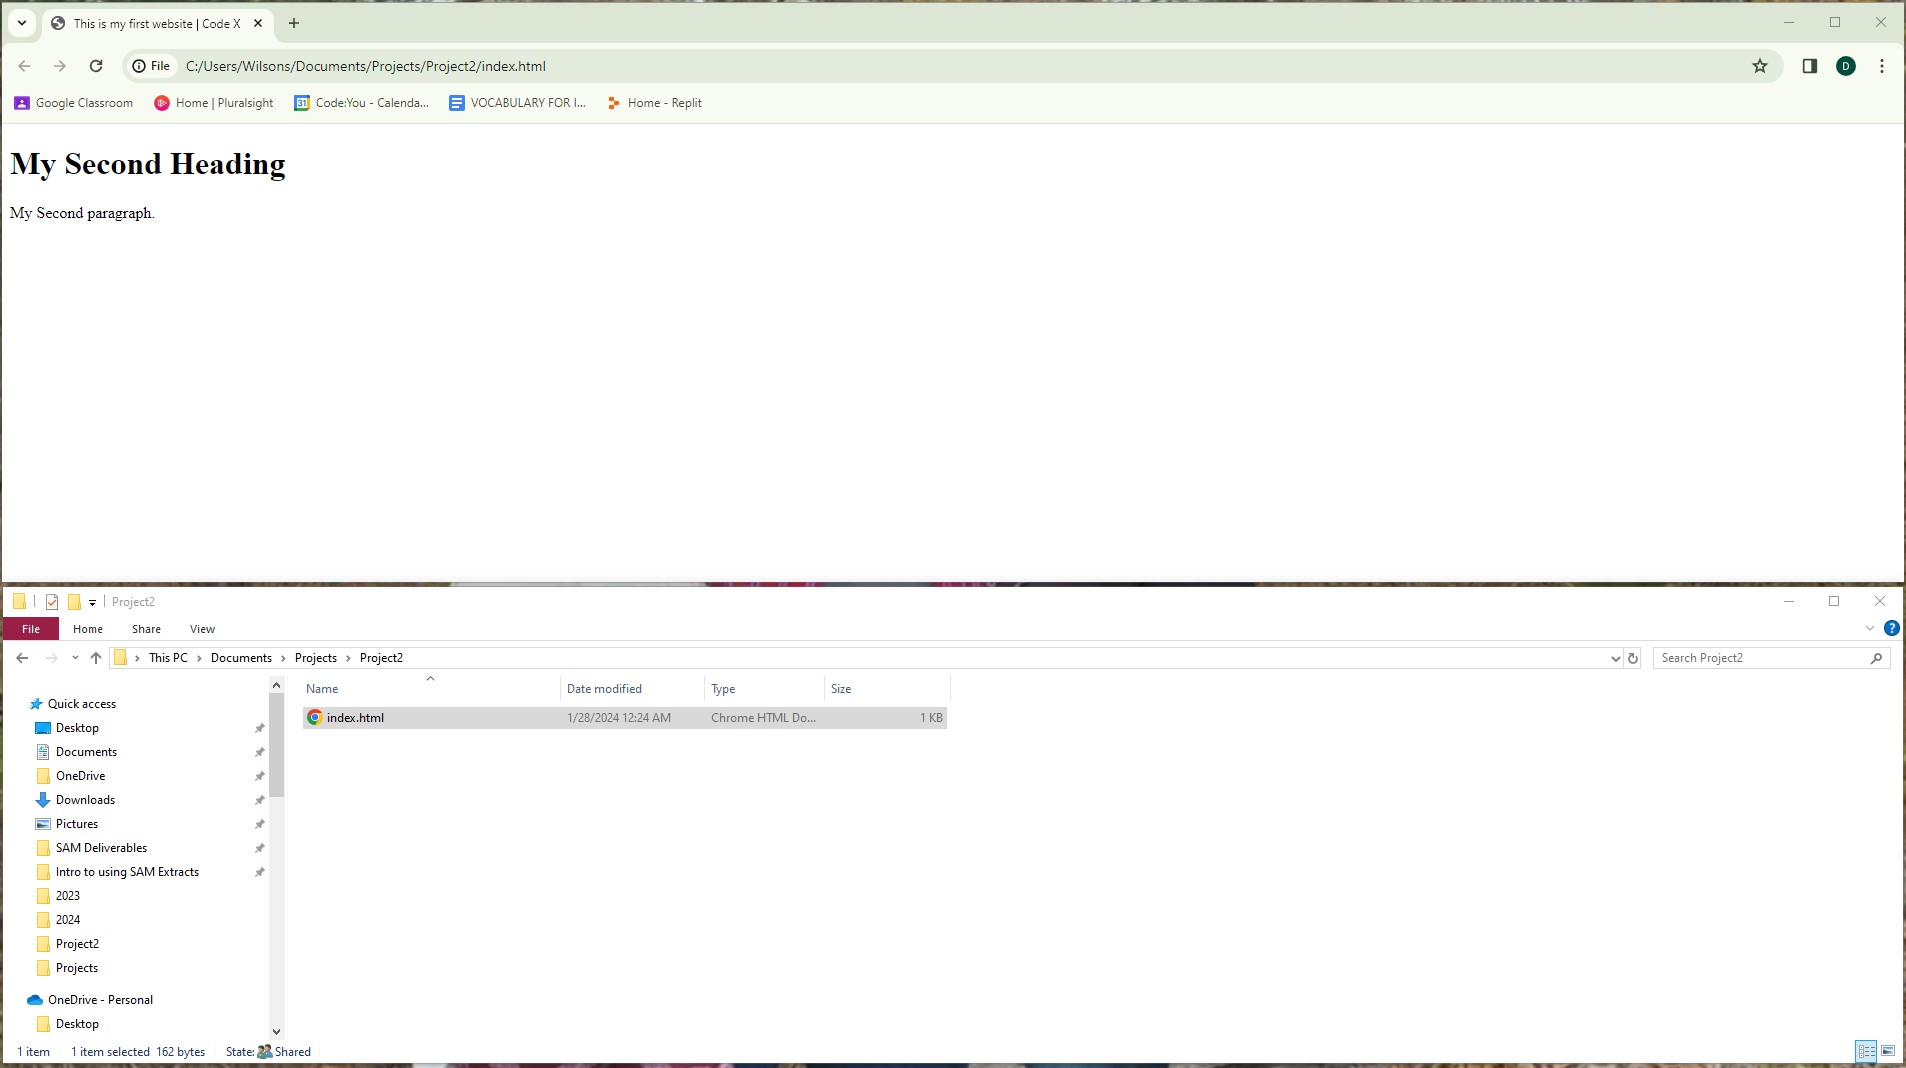 This is my first website | Code X
File C:/Users/Wilsons/Documents/Projects/Project2/index.html D
Google Classroom Home | Pluralsight 31 Code:You - Calenda... VOCABULARY FOR I... Home - Replit
My Second Heading
My Second paragraph.
Project2
File Home Share View ?
This PC Documents Projects Project2 Search Project2
Name Date modified Type Size
index.html 1/28/2024 12:24 AM Chrome HTML Do... 1 KB
Quick access
Desktop
Documents
OneDrive
Downloads
Pictures
SAM Deliverables
Intro to using SAM Extracts
2023
2024
Project2
Projects
OneDrive - Personal
Desktop
1 item 1 item selected 162 bytes State: Shared